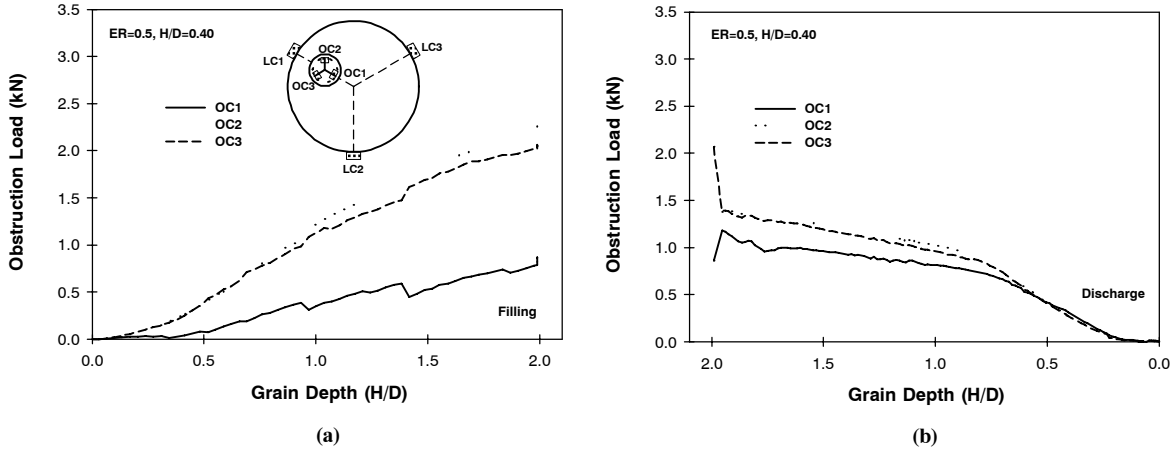 3.5
3.0
2.5
2.0
1.5
1.0
0.5
0.0
Obstruction Load (kN)
ER=0.5, H/D=0.40
LC1
LC3
LC2
OC2
OC1
OC3
OC1
OC2
OC3
Filling
0.0 0.5 1.0 1.5 2.0
Grain Depth (H/D)
(a)
3.5
3.0
2.5
2.0
1.5
1.0
0.5
0.0
Obstruction Load (kN)
ER=0.5, H/D=0.40
OC1
OC2
OC3
Discharge
2.0 1.5 1.0 0.5 0.0
Grain Depth (H/D)
(b)